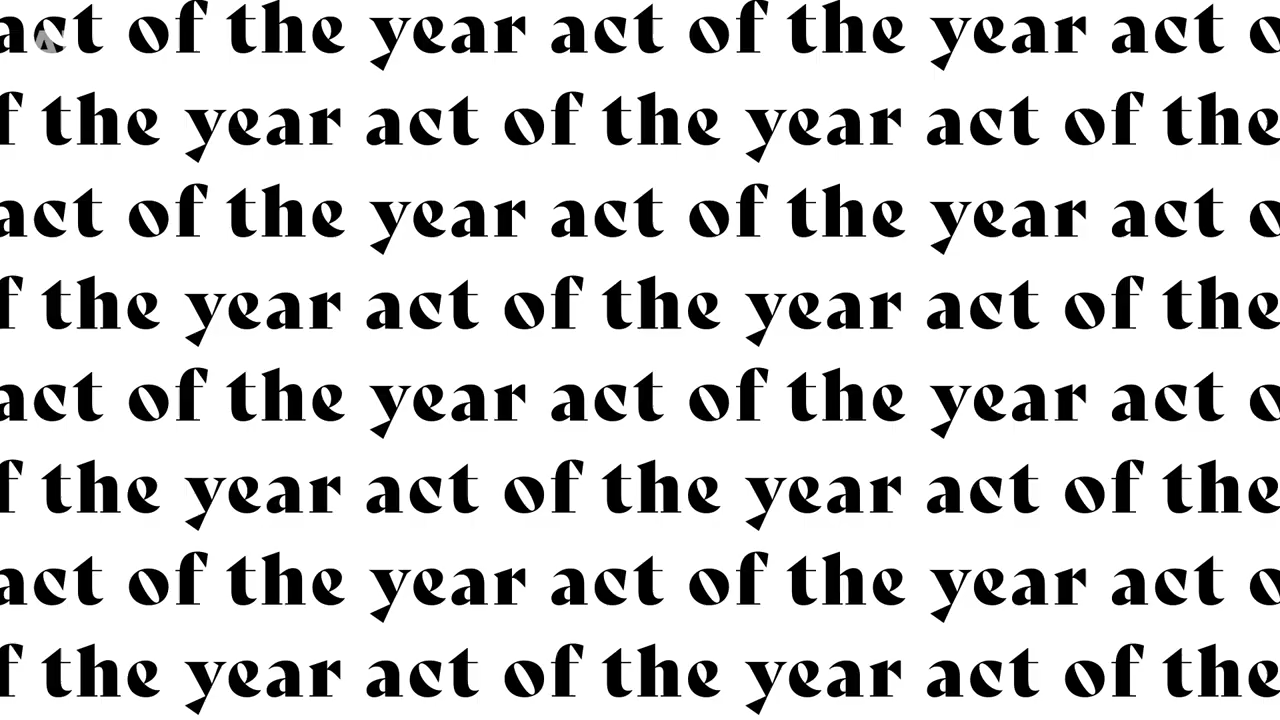 act of the year act of the year act o
f the year act of the year act of the
act of the year act of the year act o
f the year act of the year act of the
act of the year act of the year act o
f the year act of the year act of the
act of the year act of the year act o
f the year act of the year act of the